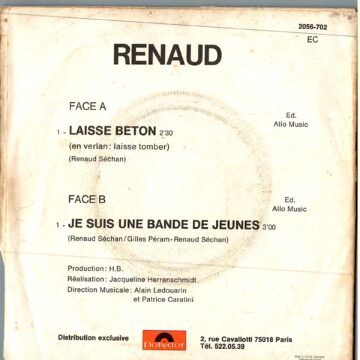 2056-702
EC
RENAUD
FACE A
Ed.
Allo Music
1 - LAISSE BETON 2'30
(en verlan : laisse tomber)
(Renaud Séchan)
FACE B
Ed.
Allo Music
1 - JE SUIS UNE BANDE DE JEUNES 3'00
(Renaud Séchan / Gilles Péram - Renaud Séchan)
Production : H.B.
Réalisation : Jacqueline Herrenschmidt
Direction Musicale : Alain Ledouarin
et Patrice Caratini
Distribution exclusive
Polydor
2, rue Cavallotti 75018 Paris
Tél. 522.05.39